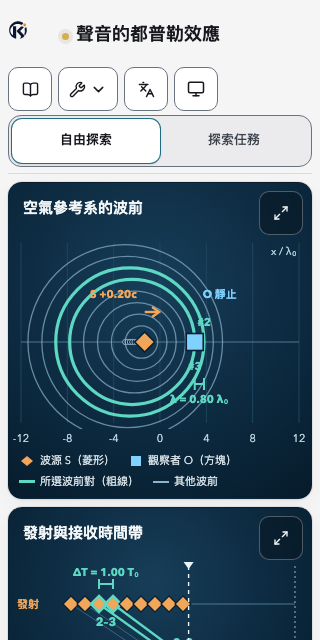 聲音的都普勒效應
自由探索
探索任務
空氣參考系的波前
x / λ₀
S +0.20c
O 靜止
#2
#3
λ = 0.80 λ₀
-12 -8 -4 0 4 8 12
波源 S（菱形）
觀察者 O（方塊）
所選波前對（粗線）
其他波前
發射與接收時間帶
ΔT = 1.00 T₀
發射
2-3